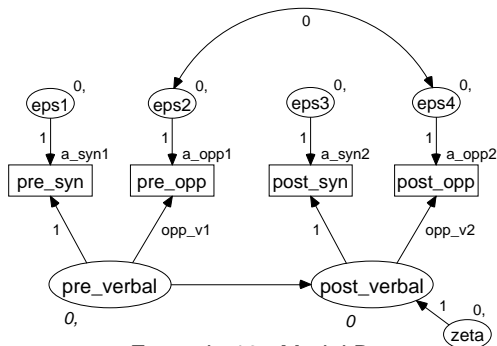 0
0, 0, 0, 0,
eps1 eps2 eps3 eps4
1 1 1 1
a_syn1 a_opp1 a_syn2 a_opp2
pre_syn pre_opp post_syn post_opp
1 opp_v1 1 opp_v2
pre_verbal post_verbal
0, 0
1 0,
zeta